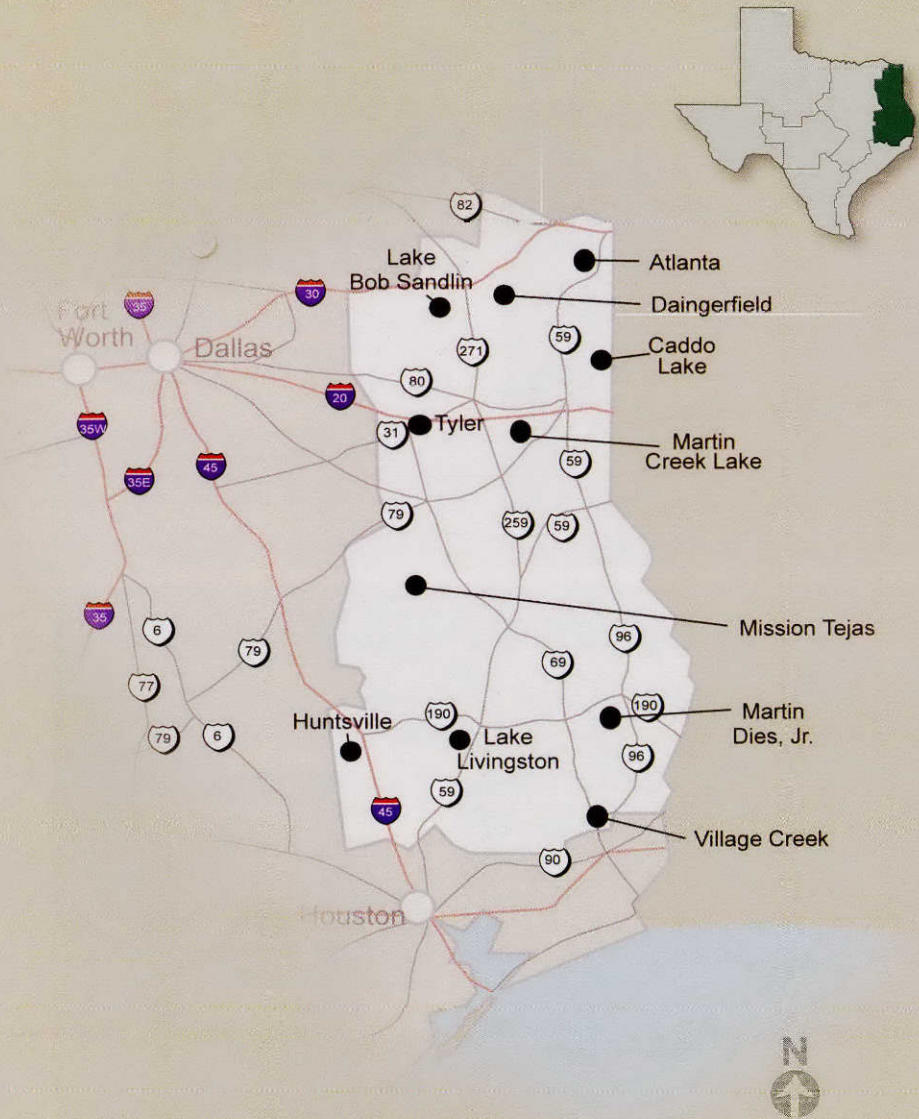 82
Lake
Bob Sandlin
Atlanta
Daingerfield
30
35
Fort
Worth
Dallas
271
59
Caddo
Lake
80
20
Tyler
31
35W
45
35E
Martin
Creek Lake
59
79
259
59
35
6
79
Mission Tejas
96
69
77
79
6
Huntsville
190
Lake
Livingston
190
Martin
Dies, Jr.
96
59
45
Village Creek
90
Houston
N